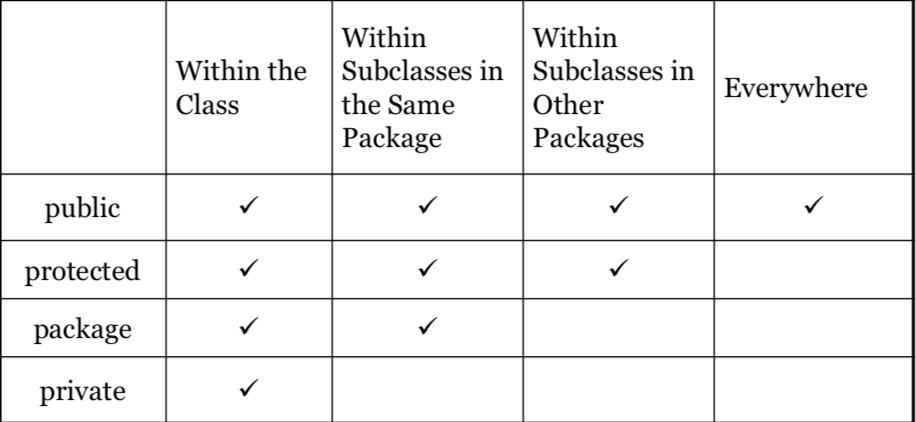 Within the
Class
Within
Subclasses in
the Same
Package
Within
Subclasses in
Other
Packages
Everywhere
public ✓ ✓ ✓ ✓
protected ✓ ✓ ✓
package ✓ ✓
private ✓